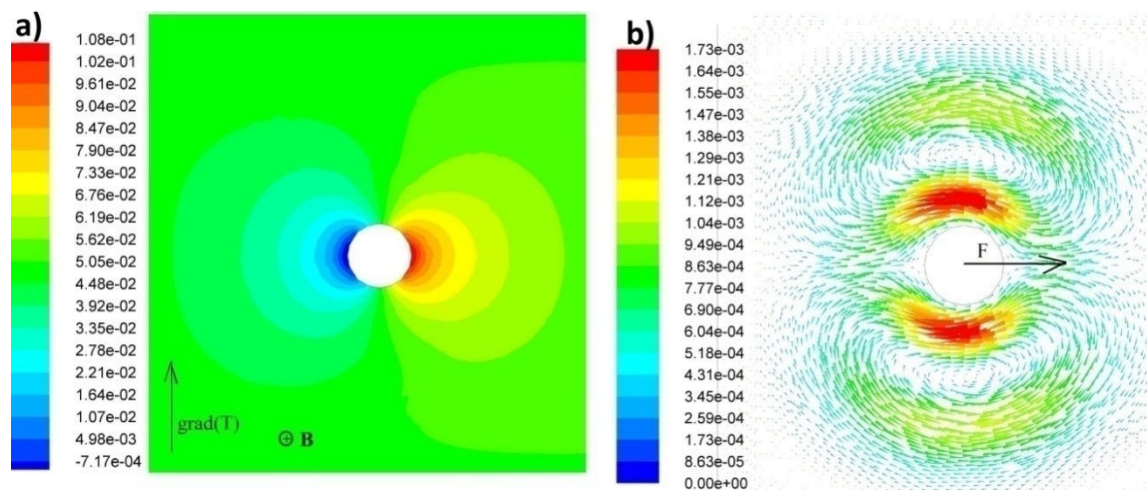 a)
1.08e-01
1.02e-01
9.61e-02
9.04e-02
8.47e-02
7.90e-02
7.33e-02
6.76e-02
6.19e-02
5.62e-02
5.05e-02
4.48e-02
3.92e-02
3.35e-02
2.78e-02
2.21e-02
1.64e-02
1.07e-02
4.98e-03
-7.17e-04
grad(T)
B
b)
1.73e-03
1.64e-03
1.55e-03
1.47e-03
1.38e-03
1.29e-03
1.21e-03
1.12e-03
1.04e-03
9.49e-04
8.63e-04
7.77e-04
6.90e-04
6.04e-04
5.18e-04
4.31e-04
3.45e-04
2.59e-04
1.73e-04
8.63e-05
0.00e+00
F